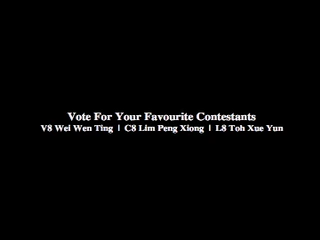 Vote For Your Favourite Contestants
V8 Wei Wen Ting | C8 Lim Peng Xiong | L8 Toh Xue Yun